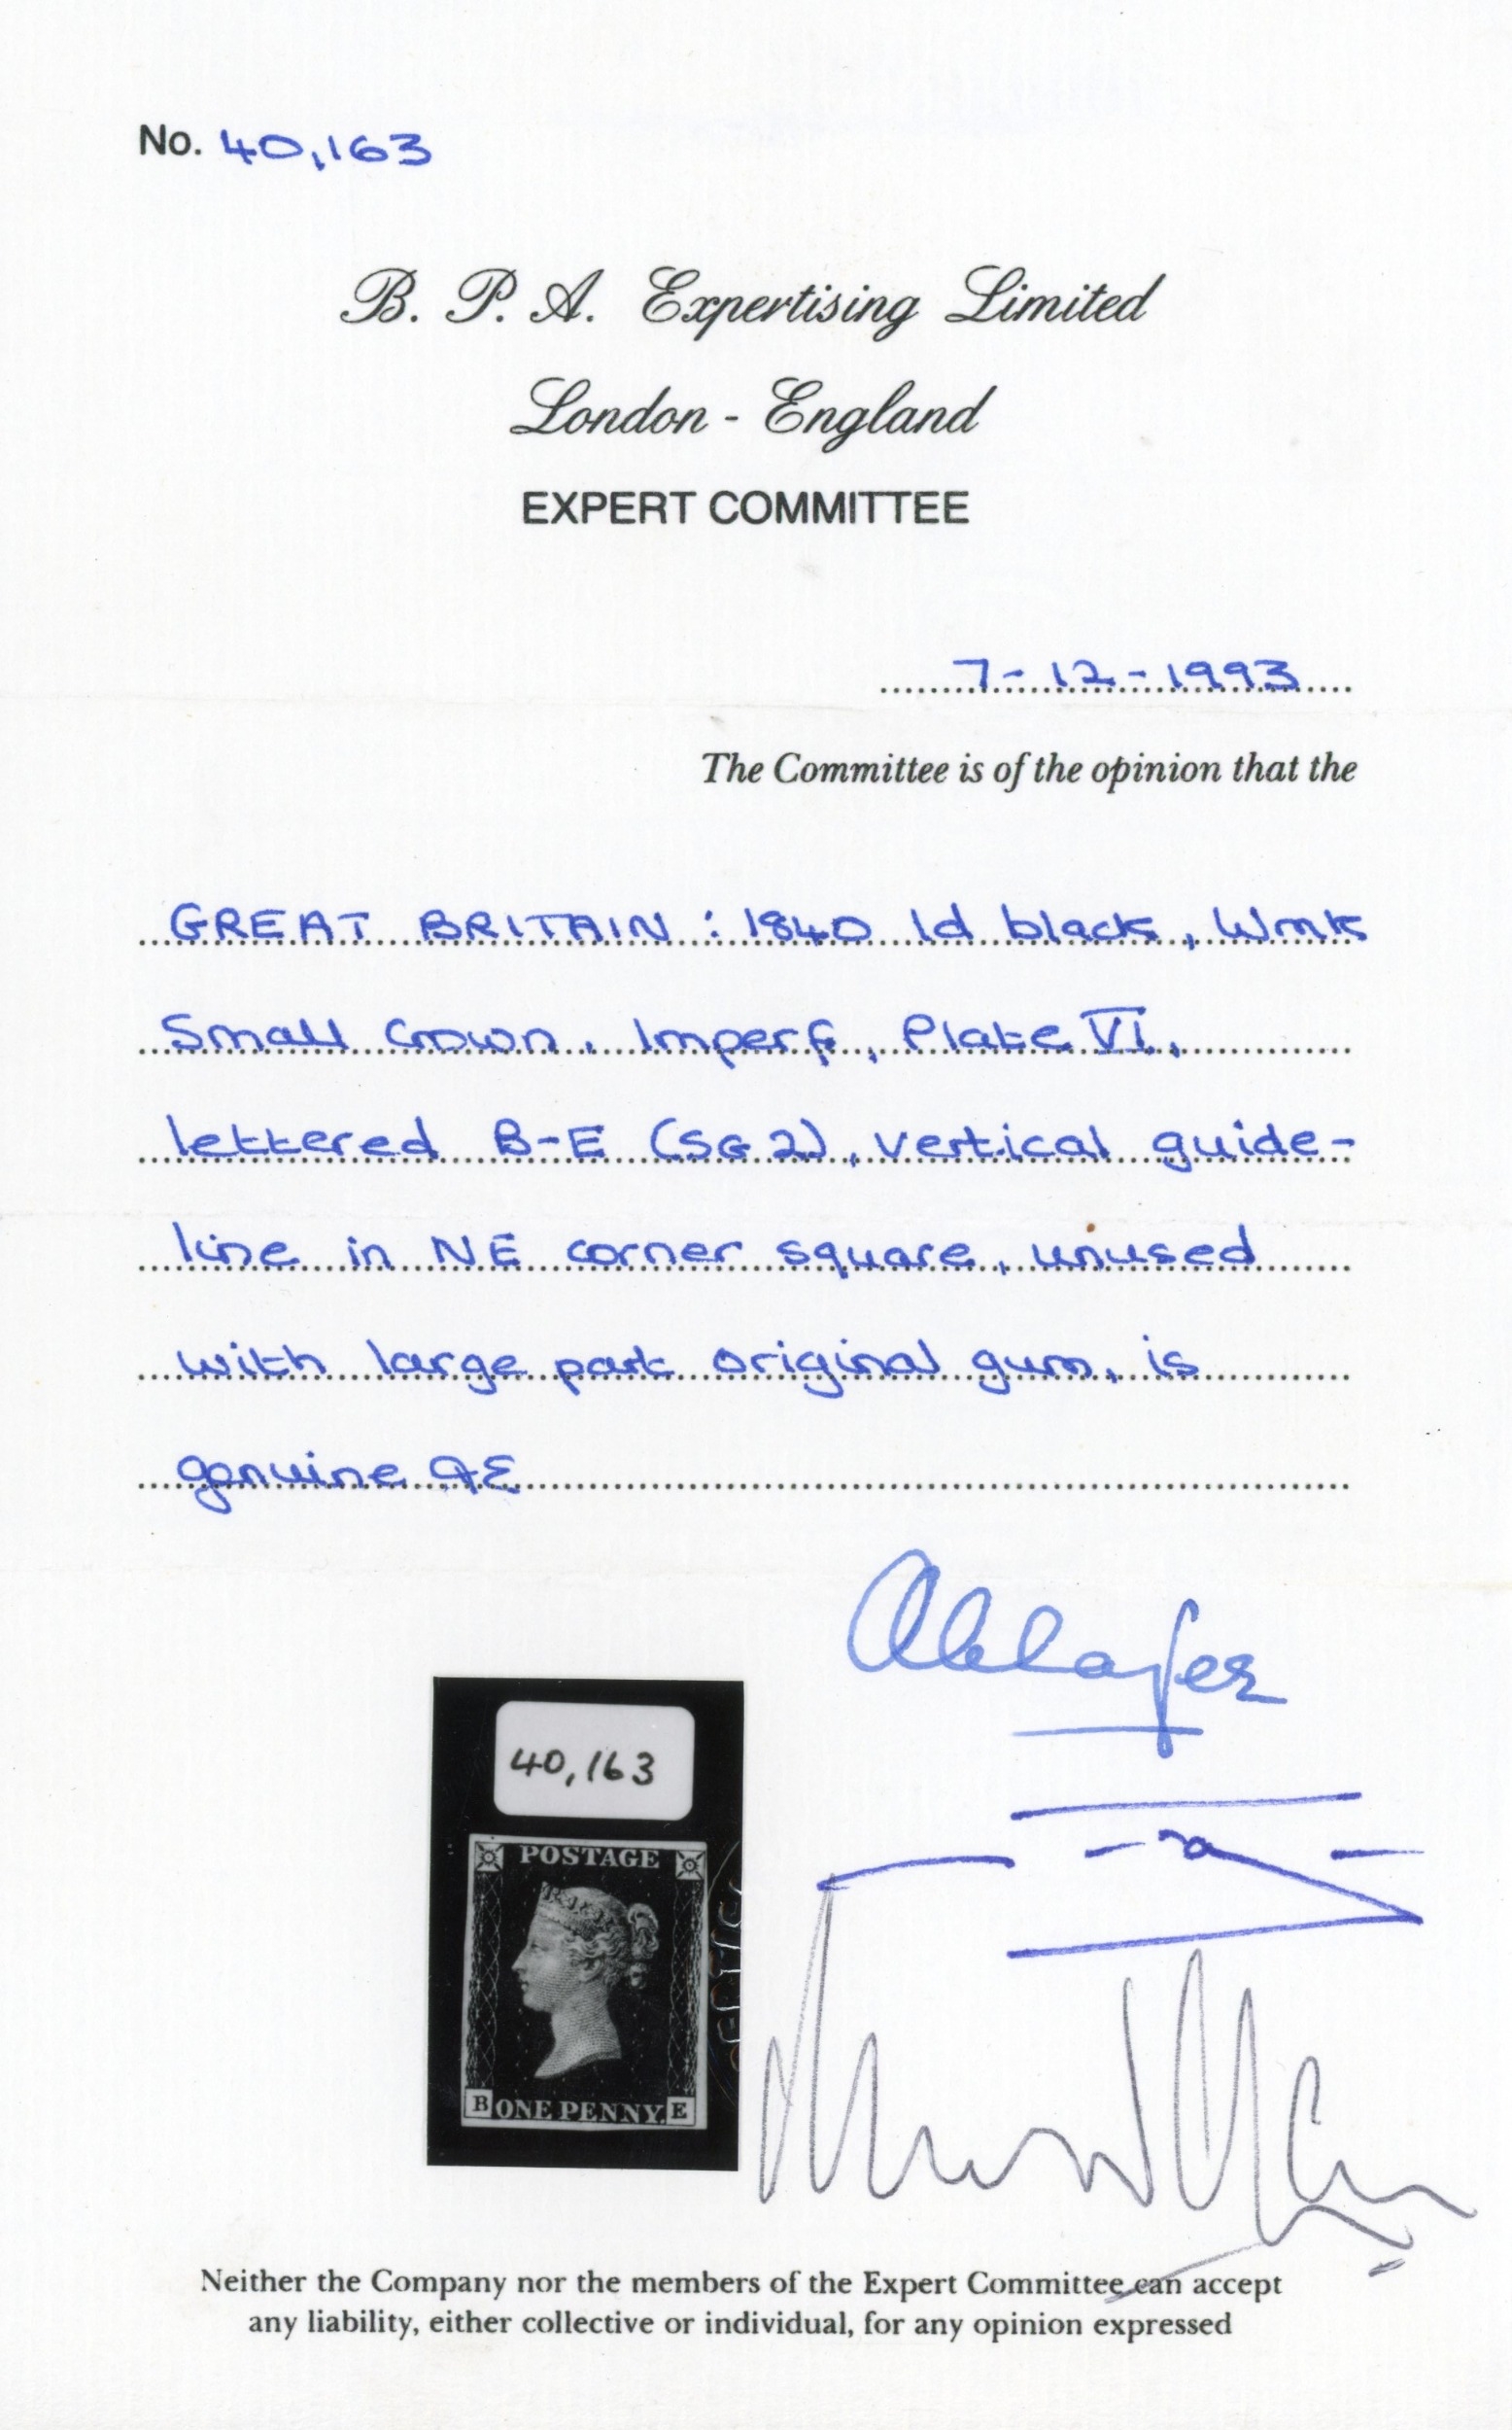 No. 40,163
B. P. A. Expertising Limited
London - England
EXPERT COMMITTEE
7-12-1993
The Committee is of the opinion that the
GREAT BRITAIN : 1840 1d black, Wmk
Small Crown, Imperf, Plate VI,
lettered B-E (SG 2), vertical guide-
line in NE corner square, unused
with large part original gum, is
genuine
40,163
POSTAGE
B ONE PENNY. E
Neither the Company nor the members of the Expert Committee can accept
any liability, either collective or individual, for any opinion expressed